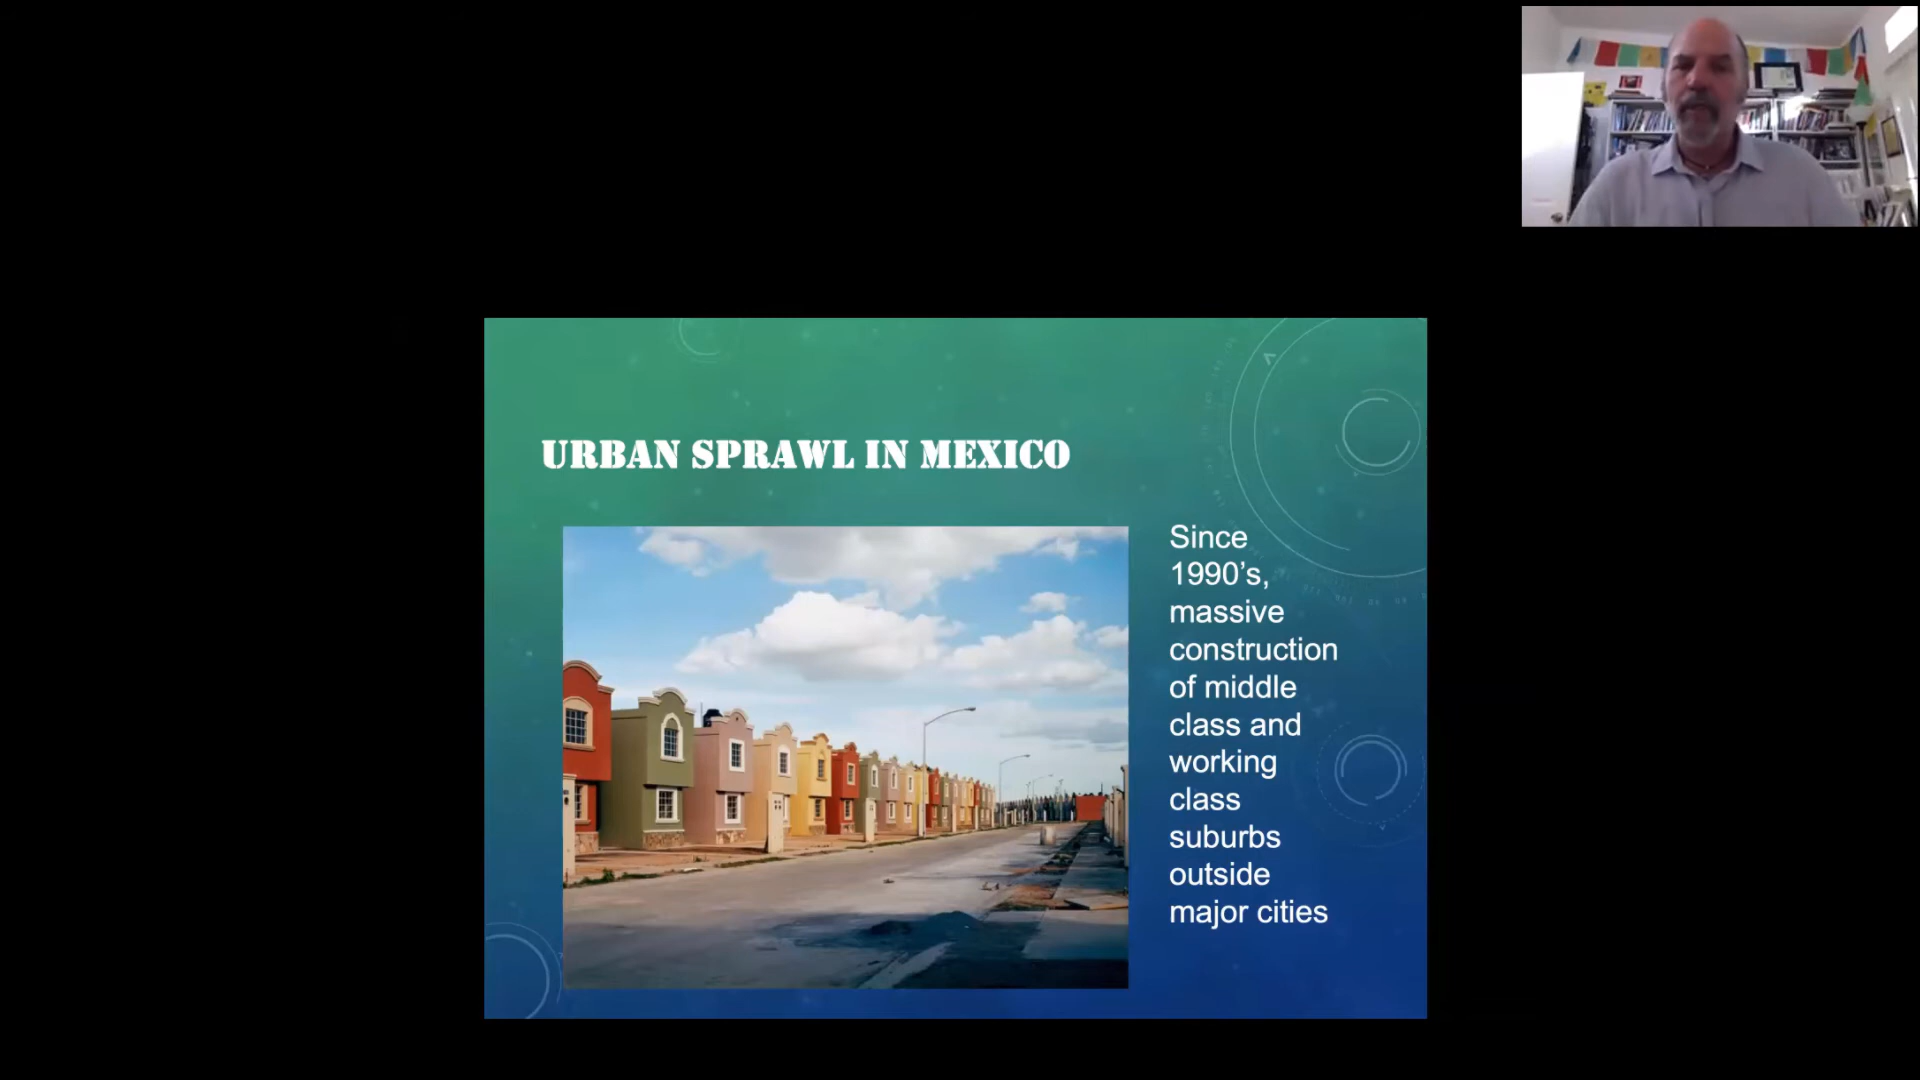 URBAN SPRAWL IN MEXICO
Since
1990’s,
massive
construction
of middle
class and
working
class
suburbs
outside
major cities